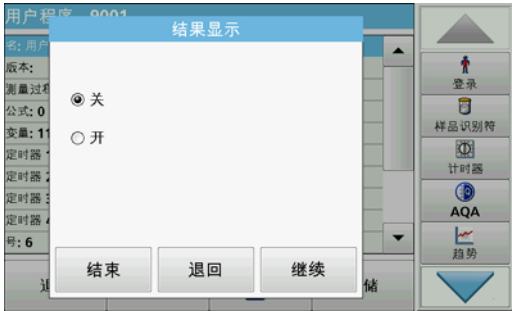 用户程序 9001
结果显示
名: 用户
版本:
测量过程
公式: 0
变量: 11
定时器
定时器
定时器
定时器
号: 6
关
开
结束
退回
继续
储
登录
样品识别符
计时器
AQA
趋势